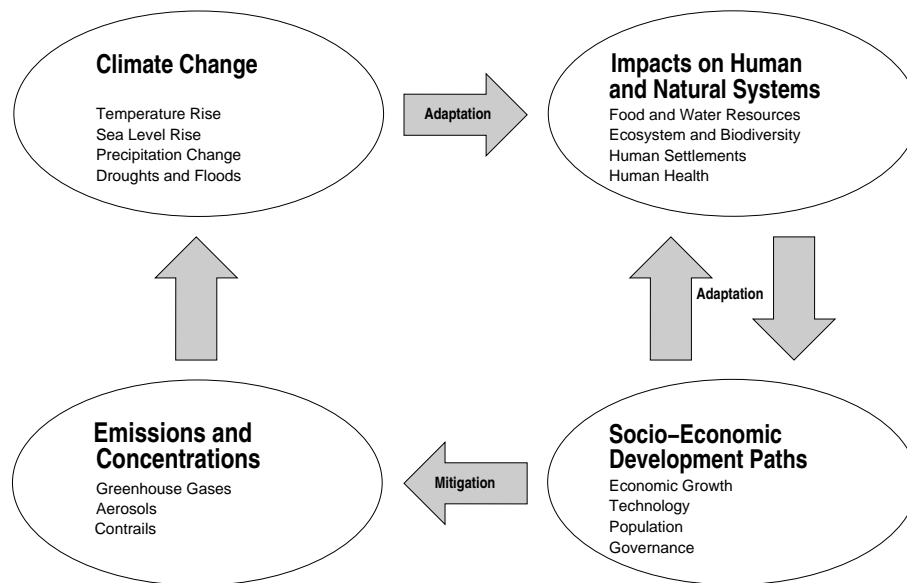 Climate Change
Temperature Rise
Sea Level Rise
Precipitation Change
Droughts and Floods
Adaptation
Impacts on Human
and Natural Systems
Food and Water Resources
Ecosystem and Biodiversity
Human Settlements
Human Health
Adaptation
Emissions and
Concentrations
Greenhouse Gases
Aerosols
Contrails
Mitigation
Socio–Economic
Development Paths
Economic Growth
Technology
Population
Governance